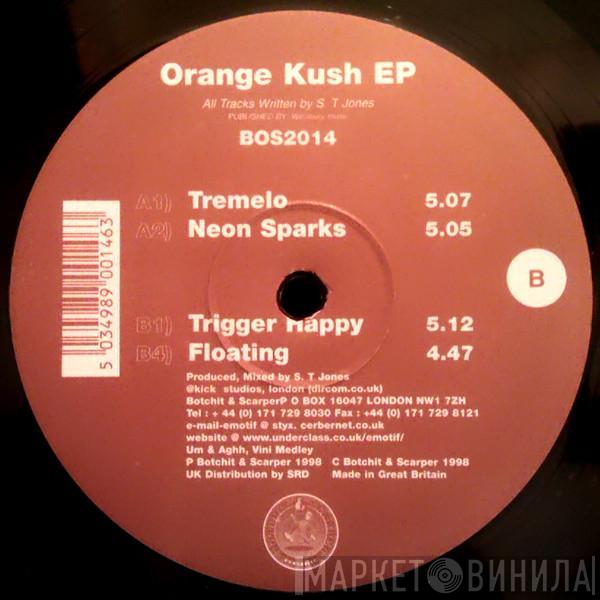 Orange Kush EP
All Tracks Written by S. T Jones
PUBLISHED BY
BOS2014
A1) Tremelo 5.07
A2) Neon Sparks 5.05
B
B1) Trigger Happy 5.12
B4) Floating 4.47
5 034989 001463
Produced, Mixed by S. T Jones
@kick studios, london (dircom.co.uk)
Botchit & ScarperP O BOX 16047 LONDON NW1 7ZH
Tel : + 44 (0) 171 729 8030 Fax : +44 (0) 171 729 8121
e-mail-emotif @ styx. cerbernet.co.uk
website @ www.underclass.co.uk/emotif/
Um & Aghh, Vini Medley
P Botchit & Scarper 1998 C Botchit & Scarper 1998
UK Distribution by SRD Made in Great Britain
МАРКЕТ ВИНИЛА